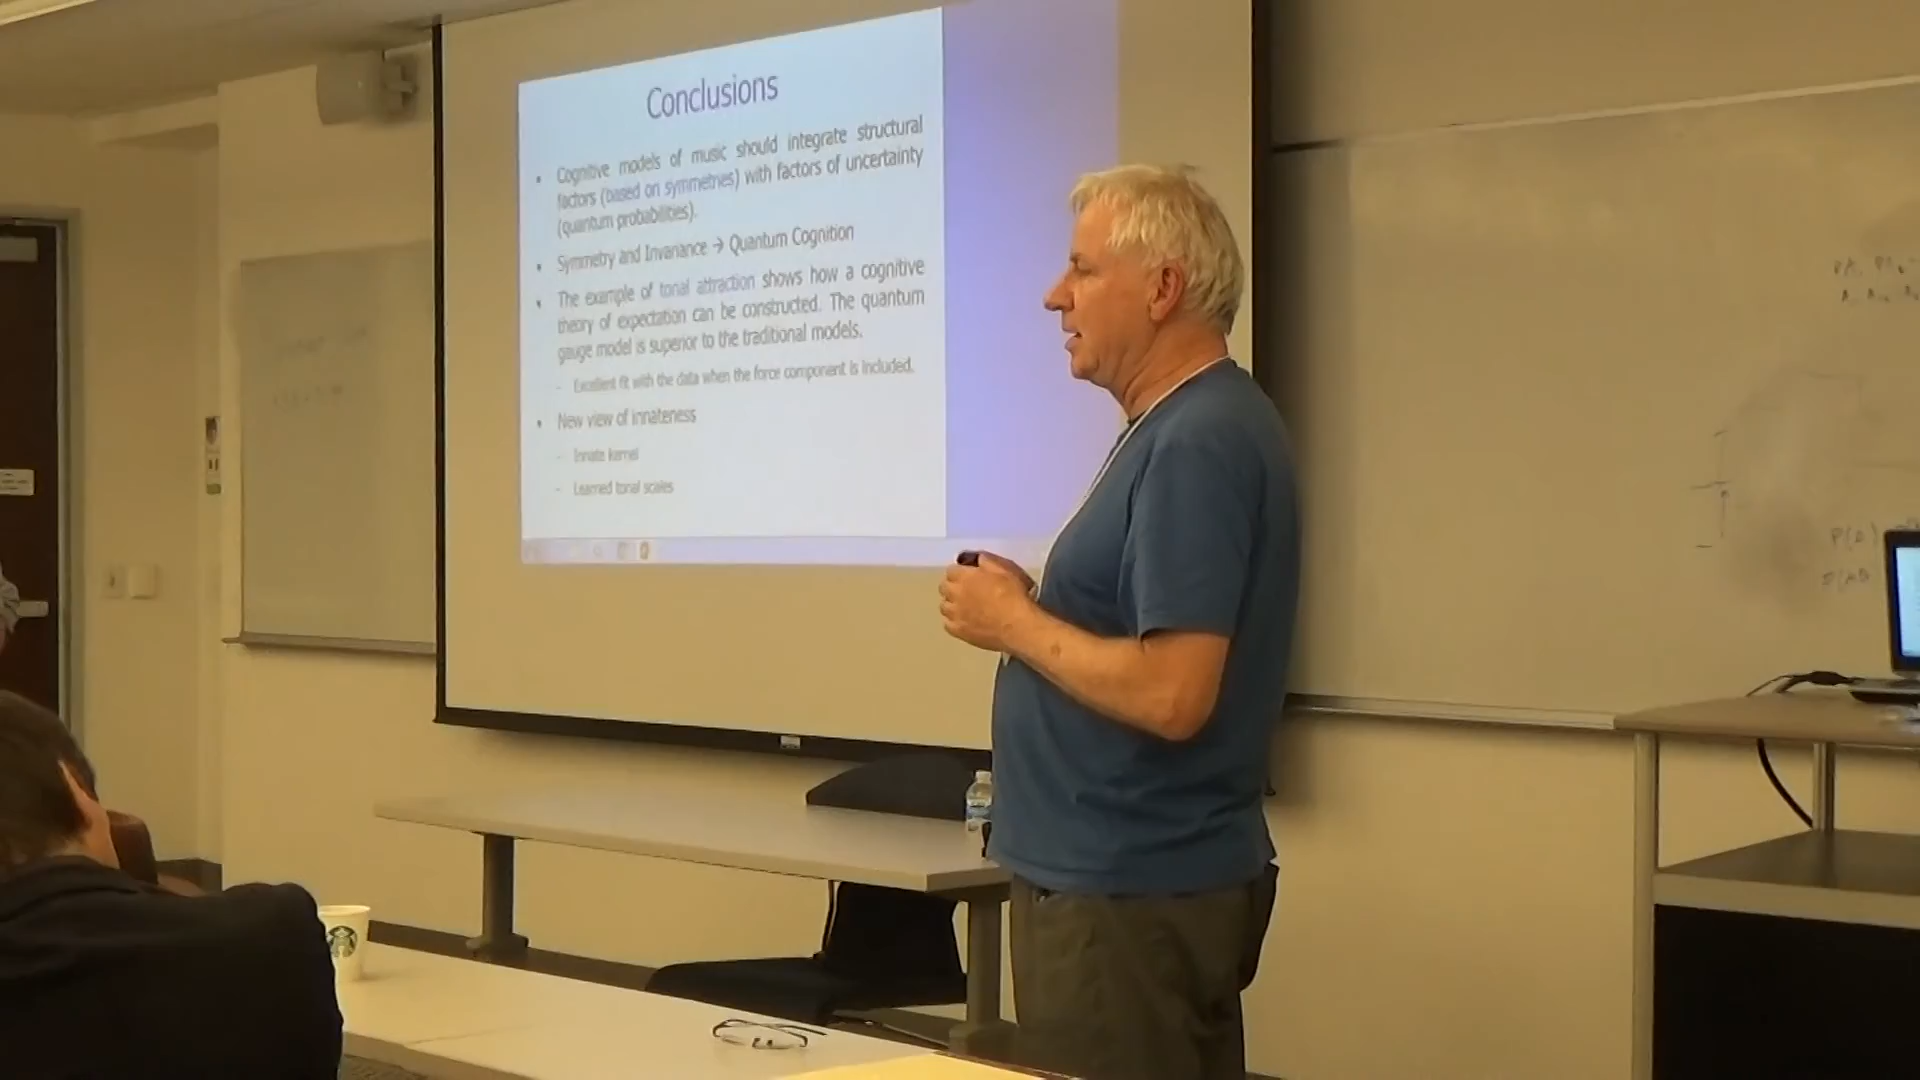 Conclusions
• Cognitive models of music should integrate structural
factors (based on symmetries) with factors of uncertainty
(quantum probabilities).
• Symmetry and Invariance → Quantum Cognition
• The example of tonal attraction shows how a cognitive
theory of expectation can be constructed. The quantum
gauge model is superior to the traditional models.
- Excellent fit with the data when the force component is included.
• New view of innateness
- Innate kernel
- Learned tonal scales